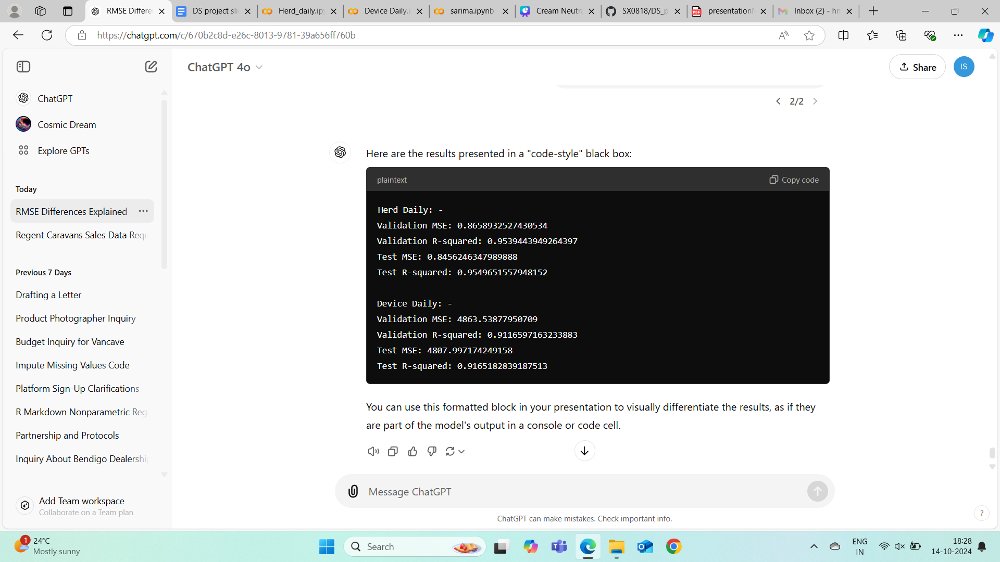 RMSE Differe
DS project sli
Herd_daily.ip
Device Daily.i
sarima.ipynb
Cream Neutra
SX0818/DS_p
presentation
Inbox (2) - hr
https://chatgpt.com/c/670b2c8d-e26c-8013-9781-39a656ff760b
ChatGPT 4o
Share
IS
ChatGPT
Cosmic Dream
Explore GPTs
Today
RMSE Differences Explained
Regent Caravans Sales Data Requ
Previous 7 Days
Drafting a Letter
Product Photographer Inquiry
Budget Inquiry for Vancave
Impute Missing Values Code
Platform Sign-Up Clarifications
R Markdown Nonparametric Reg
Partnership and Protocols
Inquiry About Bendigo Dealershi
Add Team workspace
Collaborate on a Team plan
2/2
Here are the results presented in a "code-style" black box:
plaintext
Copy code
Herd Daily: -
Validation MSE: 0.8658932527430534
Validation R-squared: 0.9539443949264397
Test MSE: 0.8456246347989888
Test R-squared: 0.9549651557948152
Device Daily: -
Validation MSE: 4863.53877950709
Validation R-squared: 0.9116597163233883
Test MSE: 4807.997174249158
Test R-squared: 0.9165182839187513
You can use this formatted block in your presentation to visually differentiate the results, as if they
are part of the model's output in a console or code cell.
Message ChatGPT
ChatGPT can make mistakes. Check important info.
?
1
24°C
Mostly sunny
Search
ENG
IN
18:28
14-10-2024